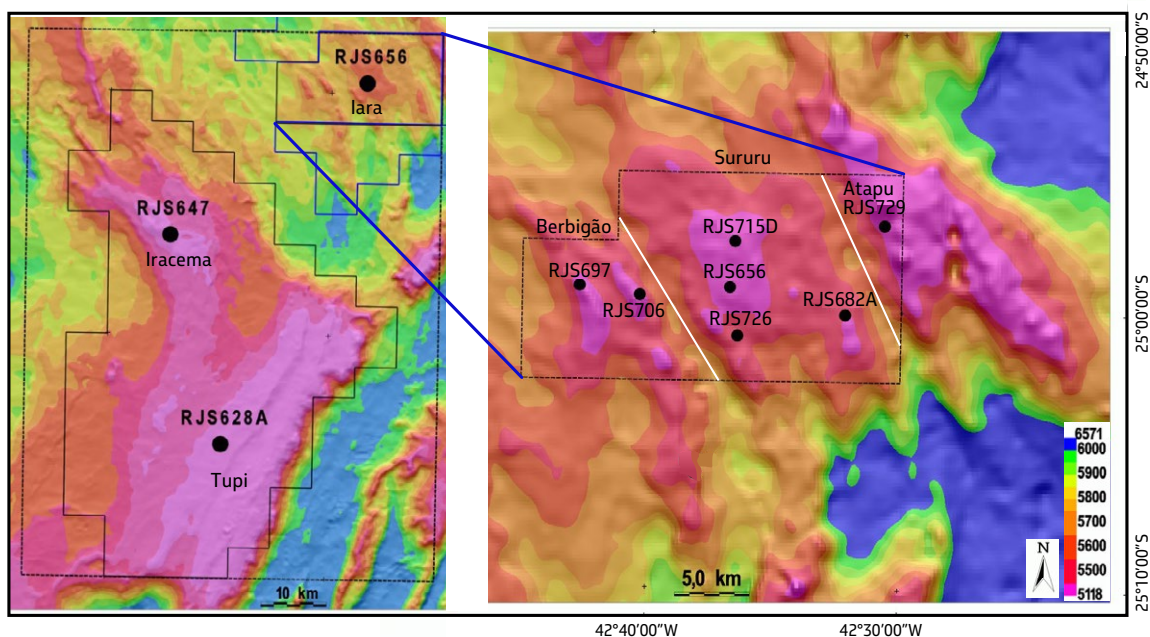 RJS656
Iara
RJS647
Iracema
RJS628A
Tupi
10 km
Sururu
Atapu
RJS729
Berbigão
RJS715D
RJS697
RJS656
RJS706
RJS682A
RJS726
5,0 km
N
6571
6000
5900
5800
5700
5600
5500
5118
24°50'00"S
25°00'00"S
25°10'00"S
42°40'00"W
42°30'00"W